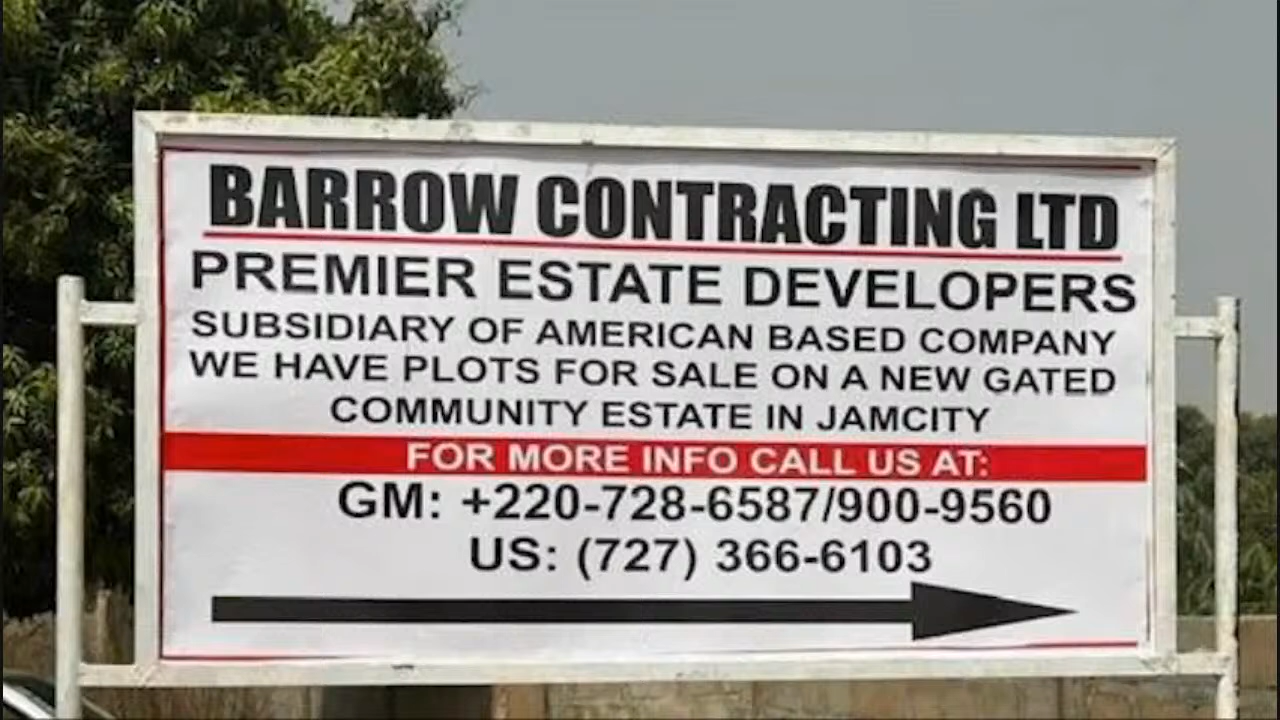 BARROW CONTRACTING LTD
PREMIER ESTATE DEVELOPERS
SUBSIDIARY OF AMERICAN BASED COMPANY
WE HAVE PLOTS FOR SALE ON A NEW GATED
COMMUNITY ESTATE IN JAMCITY
FOR MORE INFO CALL US AT:
GM: +220-728-6587/900-9560
US: (727) 366-6103